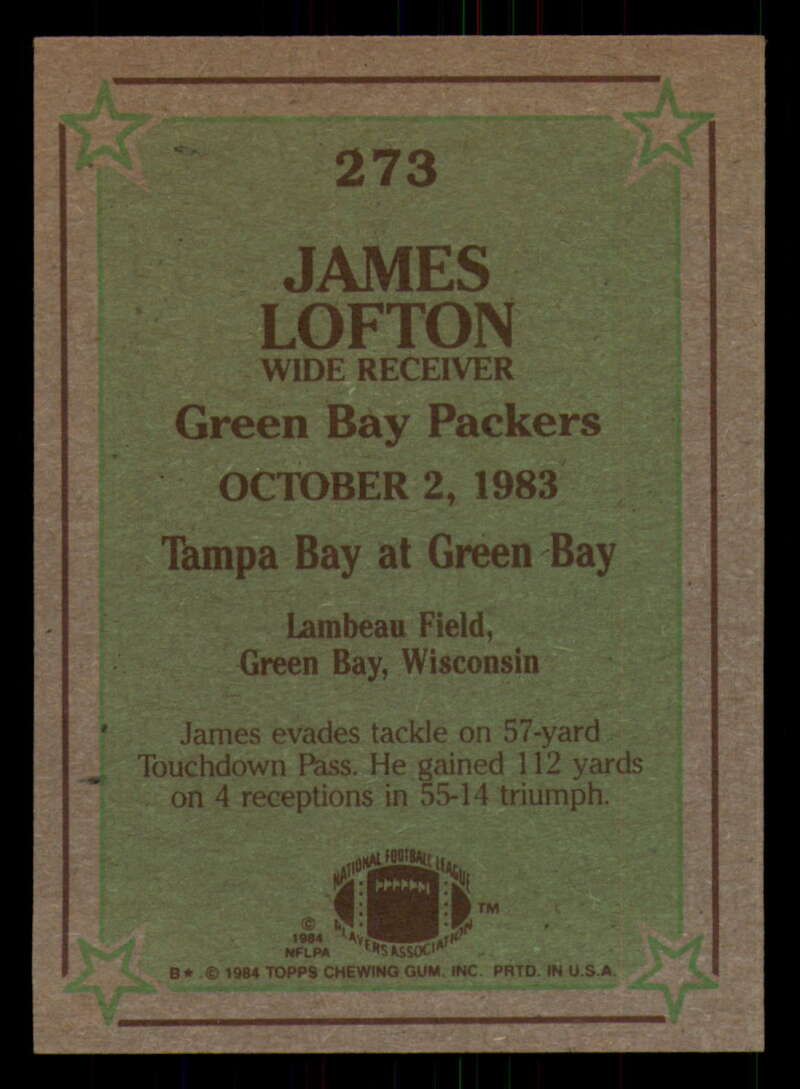 273
JAMES
LOFTON
WIDE RECEIVER
Green Bay Packers
OCTOBER 2, 1983
Tampa Bay at Green Bay
Lambeau Field,
Green Bay, Wisconsin
James evades tackle on 57-yard
Touchdown Pass. He gained 112 yards
on 4 receptions in 55-14 triumph.
NATIONAL FOOTBALL LEAGUE
PLAYERS ASSOCIATION
TM
©
1984
NFLPA
B★ © 1984 TOPPS CHEWING GUM, INC. PRTD. IN U.S.A.